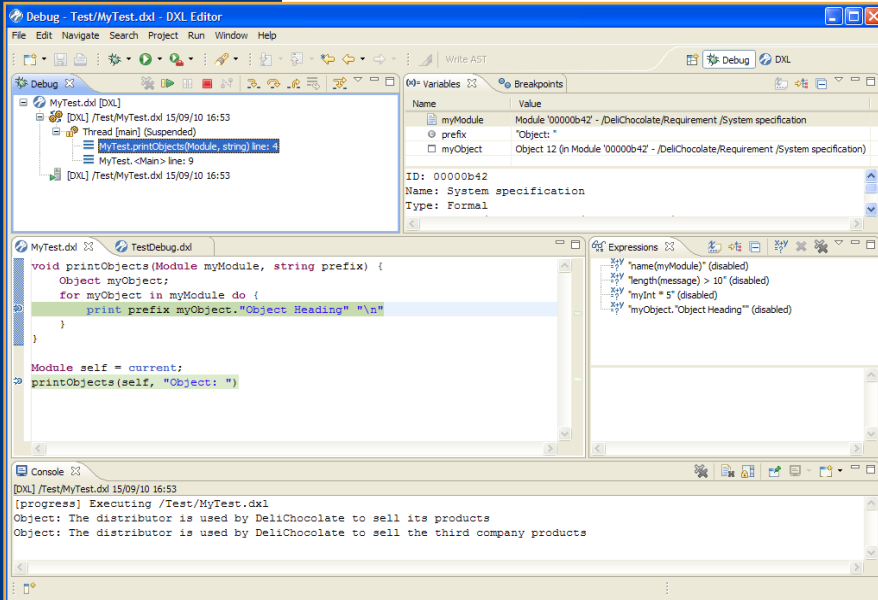 Debug - Test/MyTest.dxl - DXL Editor
File Edit Navigate Search Project Run Window Help
Write AST
Debug DXL
Debug
MyTest.dxl [DXL]
[DXL] /Test/MyTest.dxl 15/09/10 16:53
Thread [main] (Suspended)
MyTest.printObjects(Module, string) line: 4
MyTest.<Main> line: 9
[DXL] /Test/MyTest.dxl 15/09/10 16:53
(x)= Variables Breakpoints
Name Value
myModule Module '00000b42' - /DeliChocolate/Requirement /System specification
prefix "Object: "
myObject Object 12 (in Module '00000b42' - /DeliChocolate/Requirement /System specification)
ID: 00000b42
Name: System specification
Type: Formal
MyTest.dxl TestDebug.dxl
void printObjects(Module myModule, string prefix) {
Object myObject;
for myObject in myModule do {
print prefix myObject."Object Heading" "\n"
}
}
Module self = current;
printObjects(self, "Object: ")
Expressions
"name(myModule)" (disabled)
"length(message) > 10" (disabled)
"myInt * 5" (disabled)
"myObject."Object Heading"" (disabled)
Console
[DXL] /Test/MyTest.dxl 15/09/10 16:53
[progress] Executing /Test/MyTest.dxl
Object: The distributor is used by DeliChocolate to sell its products
Object: The distributor is used by DeliChocolate to sell the third company products